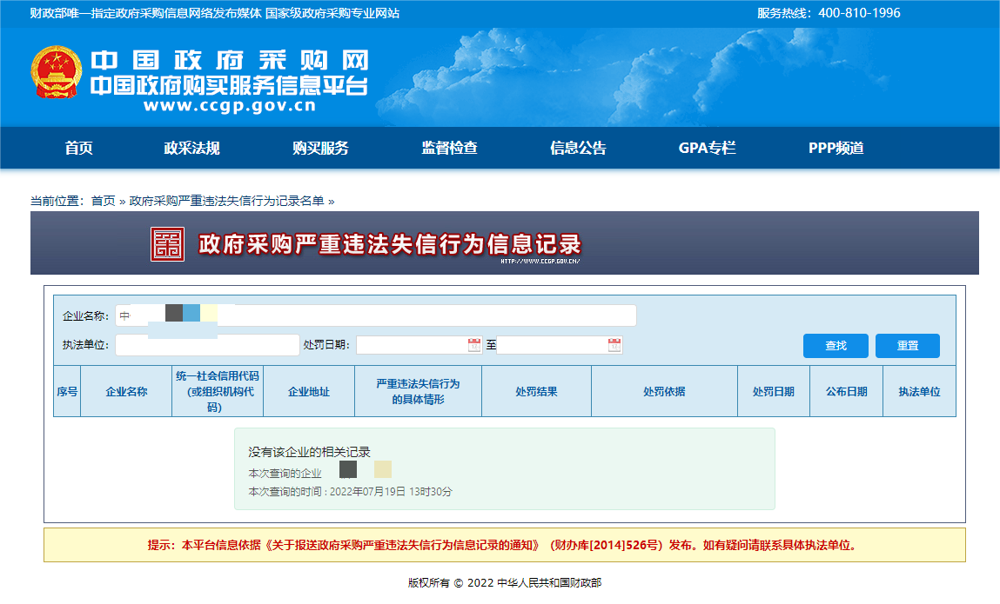 财政部唯一指定政府采购信息网络发布媒体 国家级政府采购专业网站
服务热线：400-810-1996
中国政府采购网
中国政府购买服务信息平台
www.ccgp.gov.cn
首页 政采法规 购买服务 监督检查 信息公告 GPA专栏 PPP频道
当前位置：首页 » 政府采购严重违法失信行为记录名单 »
政府采购严重违法失信行为信息记录
HTTP://WWW.CCGP.GOV.CN/
企业名称： 中
执法单位： 处罚日期： 至 查找 重置
序号 企业名称 统一社会信用代码(或组织机构代码) 企业地址 严重违法失信行为的具体情形 处罚结果 处罚依据 处罚日期 公布日期 执法单位
没有该企业的相关记录
本次查询的企业
本次查询的时间 : 2022年07月19日 13时30分
提示：本平台信息依据《关于报送政府采购严重违法失信行为信息记录的通知》（财办库[2014]526号）发布。如有疑问请联系具体执法单位。
版权所有 © 2022 中华人民共和国财政部